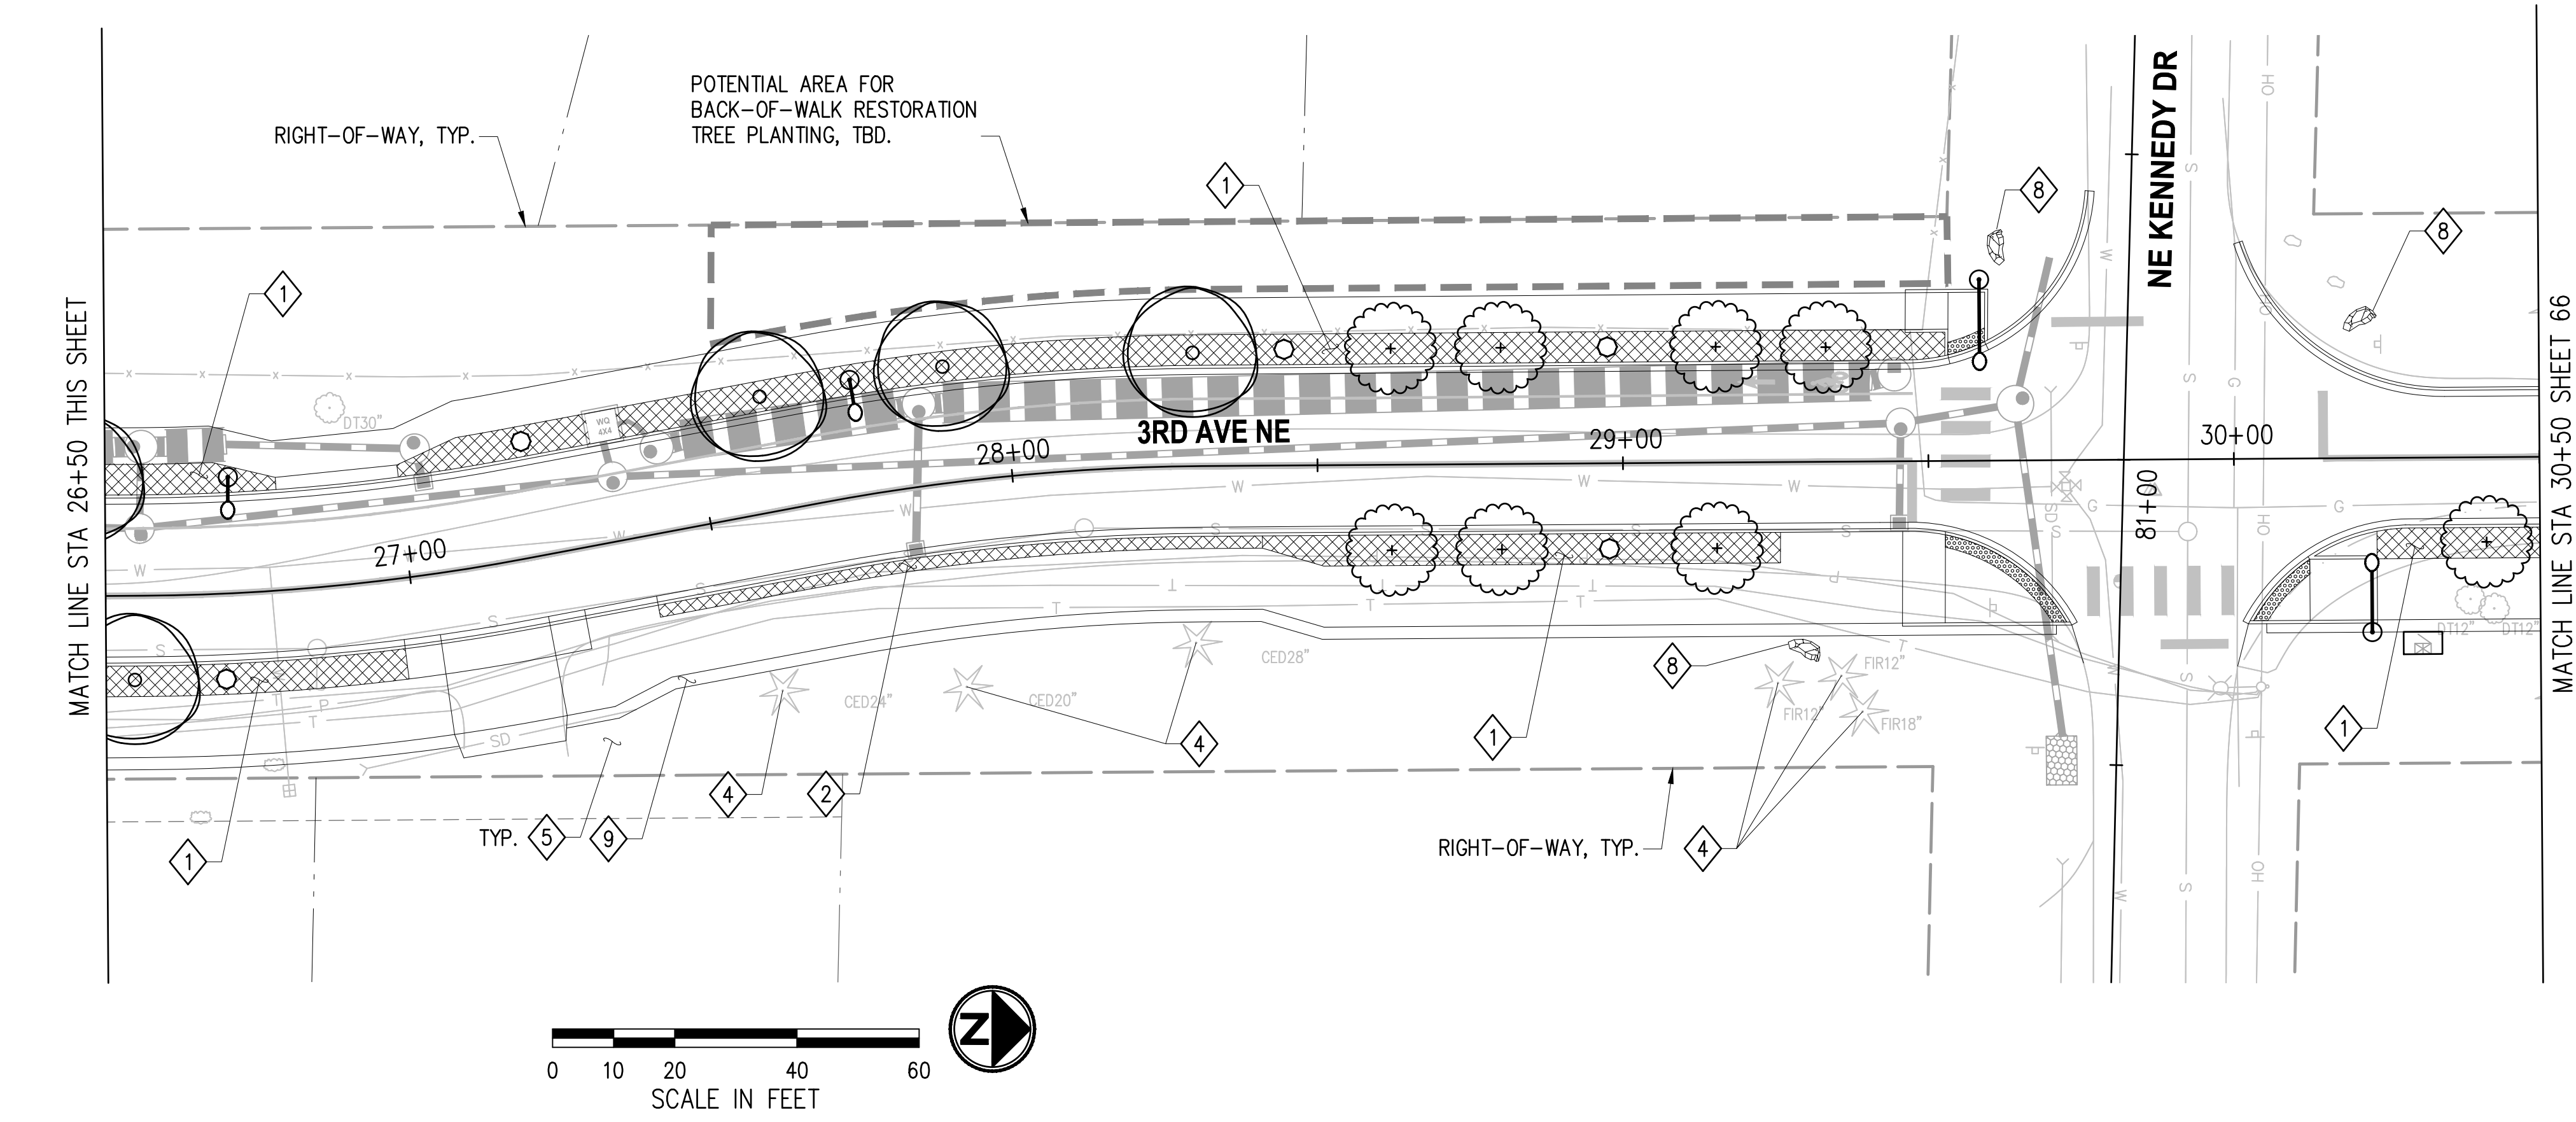 POTENTIAL AREA FOR
BACK-OF-WALK RESTORATION
TREE PLANTING, TBD.
RIGHT-OF-WAY, TYP.
NE KENNEDY DR
1
8
8
1
MATCH LINE STA 26+50 THIS SHEET
MATCH LINE STA 30+50 SHEET 66
DT30"
WQ
4X4
3RD AVE NE
27+00
28+00
29+00
30+00
81+00
CED24"
CED20"
CED28"
FIR12"
FIR12"
FIR18"
DT12"
DT12"
SD
SD
8
4
1
1
4
2
TYP. 5
9
1
RIGHT-OF-WAY, TYP.
4
0 10 20 40 60
SCALE IN FEET
Z